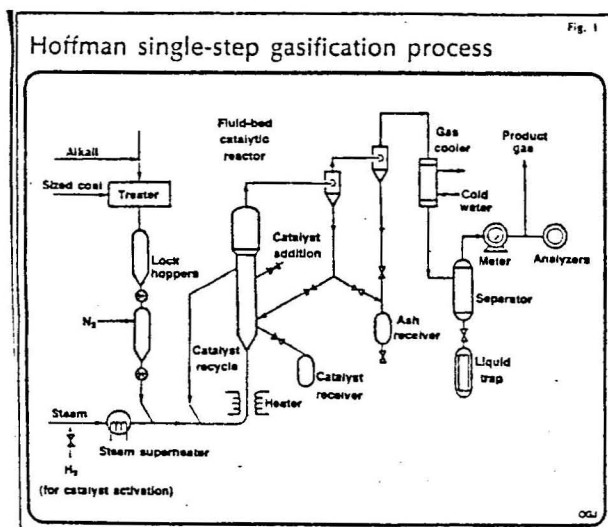 Fig. 1
Hoffman single-step gasification process
Fluid-bed
catalytic
reactor
Gas
cooler
Product
gas
Alkali
Sized coal
Treater
Cold
water
Lock
hoppers
Catalyst
addition
Meter
Analyzers
N₂
Separator
Ash
receiver
Catalyst
recycle
Catalyst
receiver
Liquid
trap
Heater
Steam
Steam superheater
H₂
(for catalyst activation)
OGJ